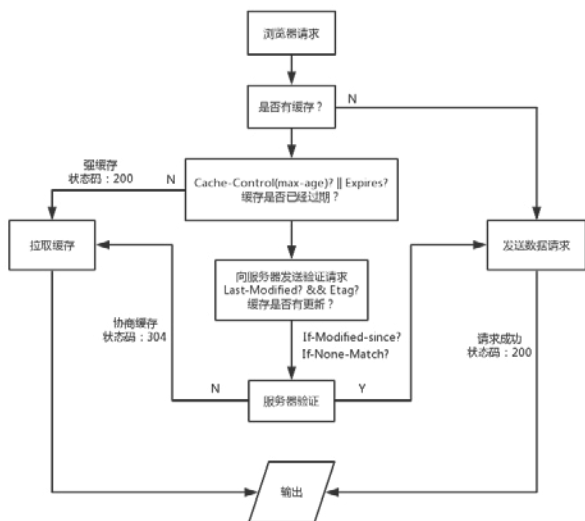 浏览器请求
是否有缓存？
N
强缓存
状态码：200
N
Cache-Control(max-age)? || Expires?
缓存是否已经过期？
拉取缓存
向服务器发送验证请求
Last-Modified? && Etag?
缓存是否有更新？
发送数据请求
协商缓存
状态码：304
If-Modified-since?
If-None-Match?
请求成功
状态码：200
N
服务器验证
Y
输出